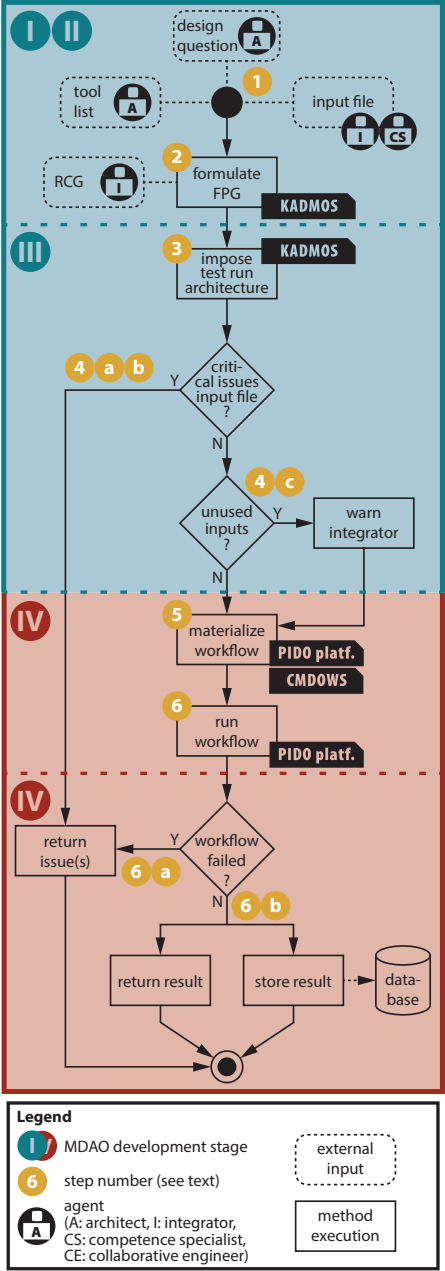 I II
design
question
A
1
tool
list
A
input file
I
CS
2
formulate
FPG
RCG
I
KADMOS
III
3
impose
test run
architecture
KADMOS
4 a b
Y
criti-
cal issues
input file
?
N
4 c
unused
inputs
?
Y
warn
integrator
N
IV
5
materialize
workflow
PIDO platf.
CMDOWS
6
run
workflow
PIDO platf.
IV
return
issue(s)
Y
workflow
failed
?
6 a
N
6 b
return result
store result
data-
base
Legend
I/ MDAO development stage
6 step number (see text)
A
agent
(A: architect, I: integrator,
CS: competence specialist,
CE: collaborative engineer)
external
input
method
execution